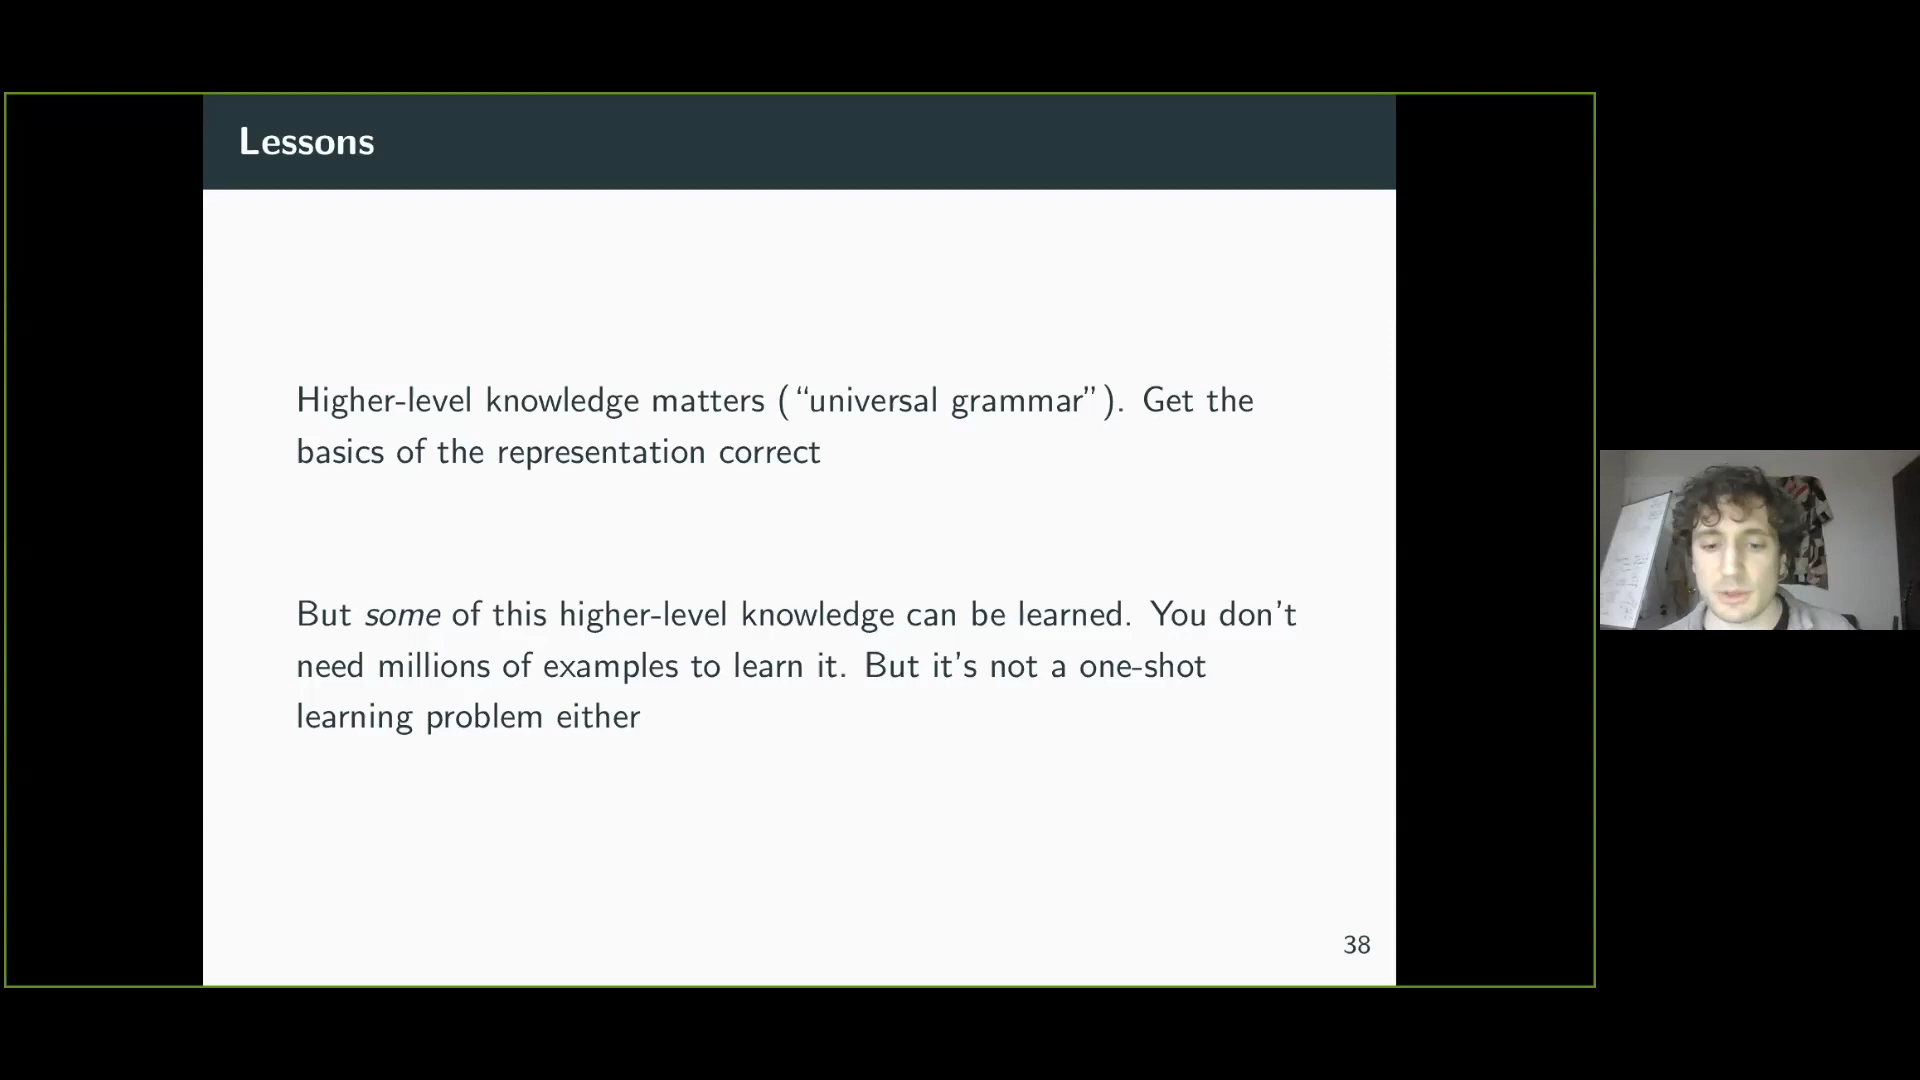 Lessons
Higher-level knowledge matters (“universal grammar”). Get the
basics of the representation correct
But some of this higher-level knowledge can be learned. You don’t
need millions of examples to learn it. But it’s not a one-shot
learning problem either
38